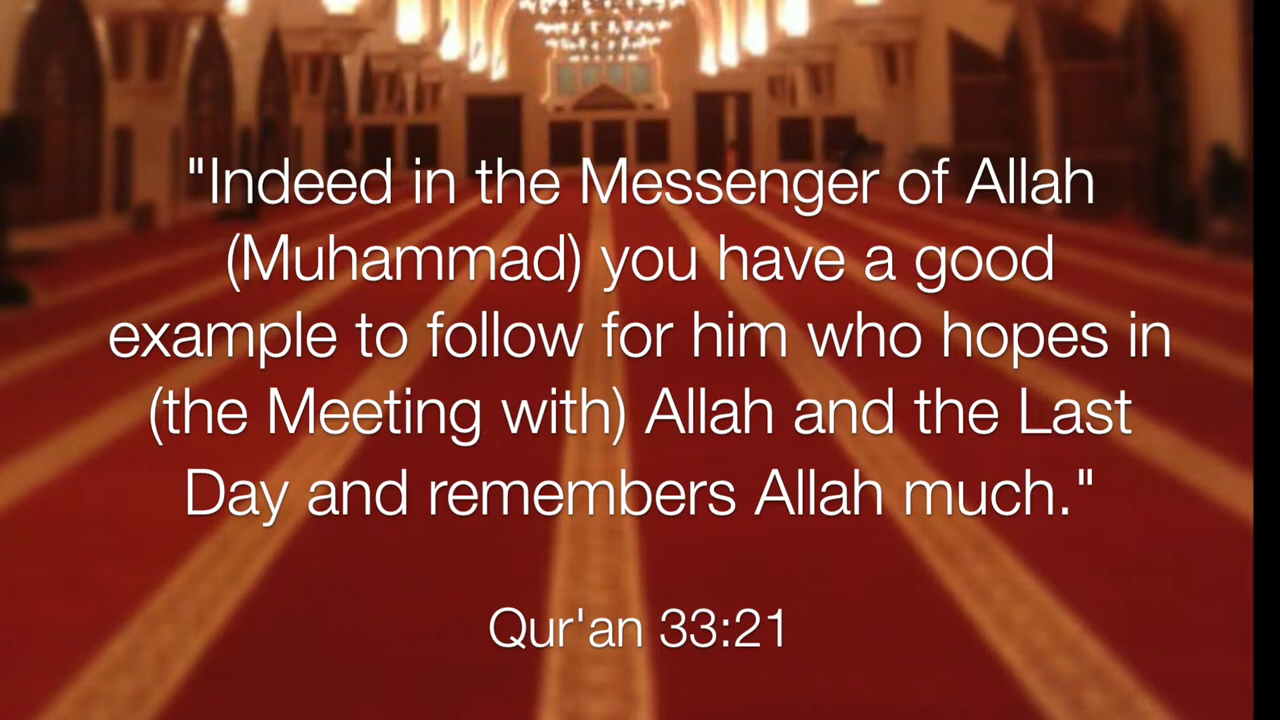 "Indeed in the Messenger of Allah
(Muhammad) you have a good
example to follow for him who hopes in
(the Meeting with) Allah and the Last
Day and remembers Allah much."
Qur'an 33:21